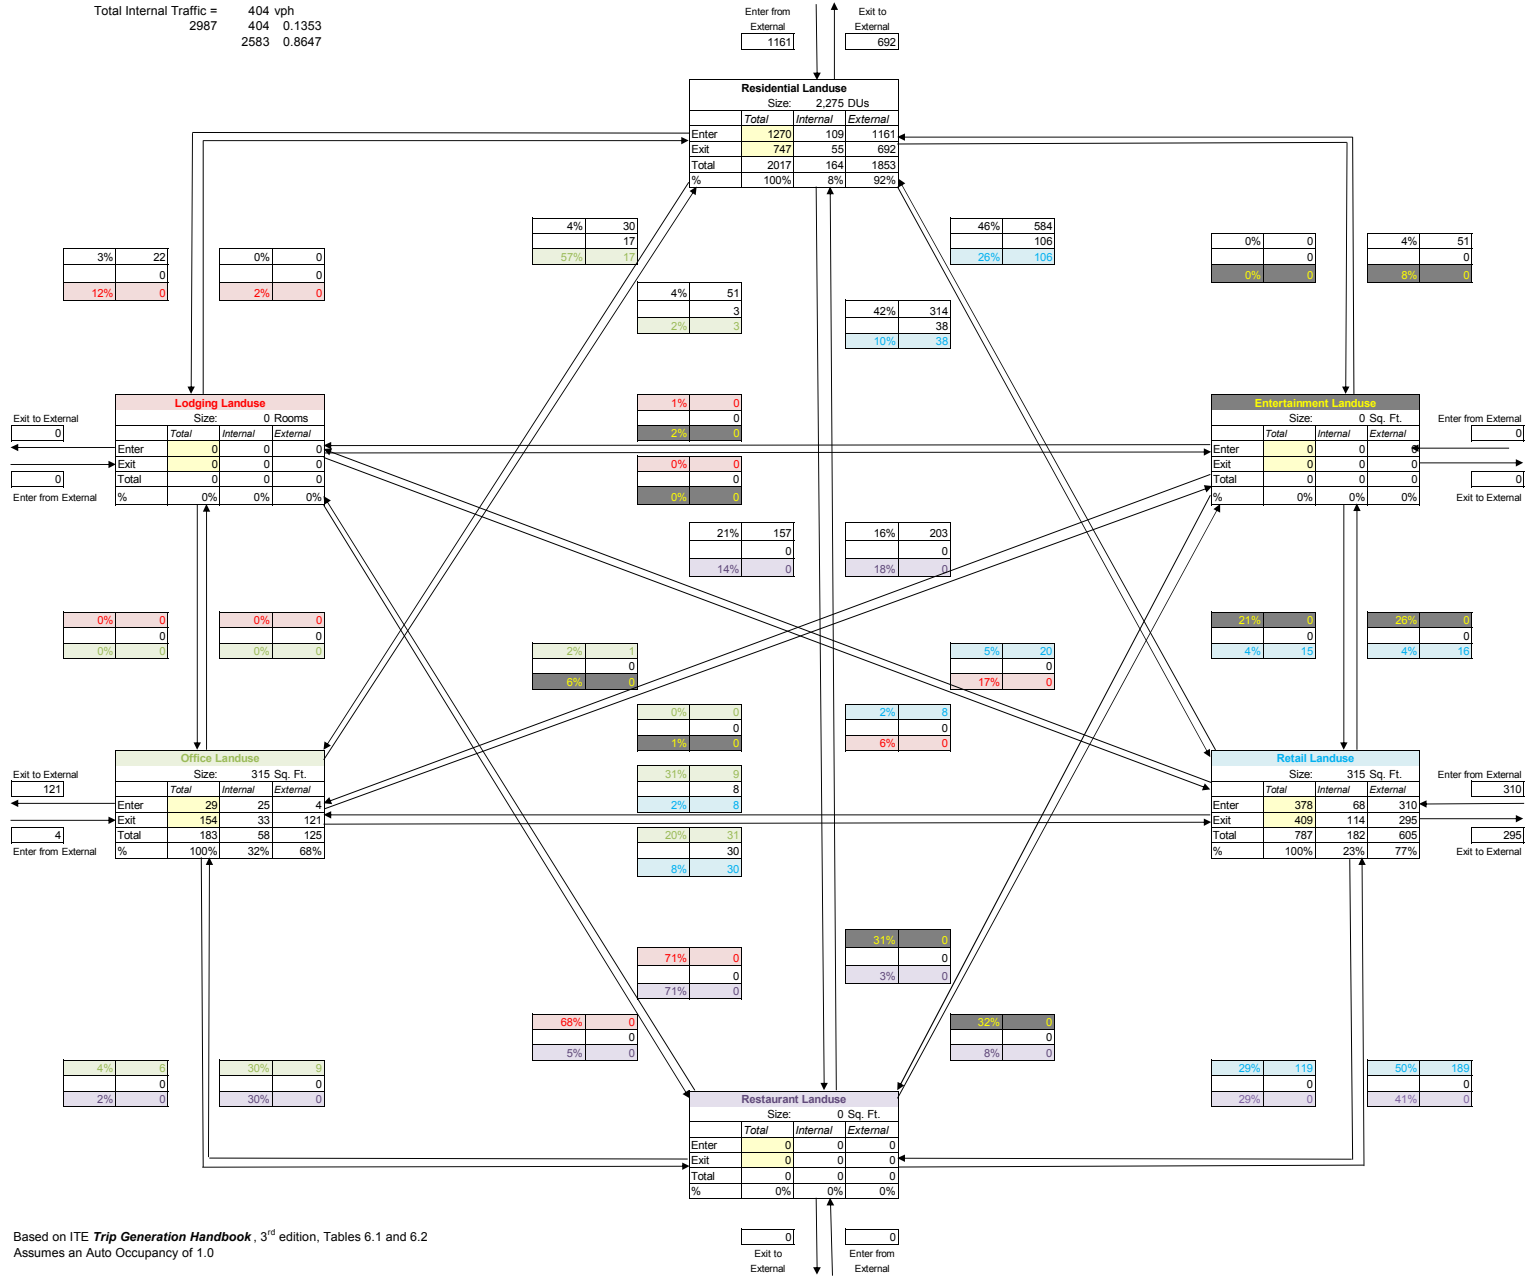 Total Internal Traffic = 404 vph
2987 404 0.1353
2583 0.8647
Enter from External
1161
Exit to External
692
Residential Landuse
Size: 2,275 DUs
Total Internal External
Enter 1270 109 1161
Exit 747 55 692
Total 2017 164 1853
% 100% 8% 92%
4% 30
17
57% 17
46% 584
106
26% 106
3% 22
0
12% 0
0% 0
0
2% 0
0% 0
0
0% 0
4% 51
0
8% 0
4% 51
3
2% 3
42% 314
38
10% 38
Exit to External
0
0
Enter from External
Lodging Landuse
Size: 0 Rooms
Total Internal External
Enter 0 0 0
Exit 0 0 0
Total 0 0 0
% 0% 0% 0%
1% 0
0
2% 0
0% 0
0
0% 0
Entertainment Landuse
Size: 0 Sq. Ft.
Total Internal External
Enter 0 0 0
Exit 0 0 0
Total 0 0 0
% 0% 0% 0%
Enter from External
0
0
Exit to External
21% 157
0
14% 0
16% 203
0
18% 0
0% 0
0
0% 0
0% 0
0
0% 0
2% 1
0
6% 0
5% 20
0
17% 0
21% 0
0
4% 15
26% 0
0
4% 16
0% 0
0
1% 0
2% 8
0
6% 0
Exit to External
121
4
Enter from External
Office Landuse
Size: 315 Sq. Ft.
Total Internal External
Enter 29 25 4
Exit 154 33 121
Total 183 58 125
% 100% 32% 68%
31% 9
8
2% 8
20% 31
30
8% 30
Retail Landuse
Size: 315 Sq. Ft.
Total Internal External
Enter 378 68 310
Exit 409 114 295
Total 787 182 605
% 100% 23% 77%
Enter from External
310
295
Exit to External
71% 0
0
71% 0
31% 0
0
3% 0
68% 0
0
5% 0
32% 0
0
8% 0
4% 6
0
2% 0
30% 9
0
30% 0
29% 119
0
29% 0
50% 189
0
41% 0
Restaurant Landuse
Size: 0 Sq. Ft.
Total Internal External
Enter 0 0 0
Exit 0 0 0
Total 0 0 0
% 0% 0% 0%
0
Exit to External
0
Enter from External
Based on ITE Trip Generation Handbook, 3rd edition, Tables 6.1 and 6.2
Assumes an Auto Occupancy of 1.0